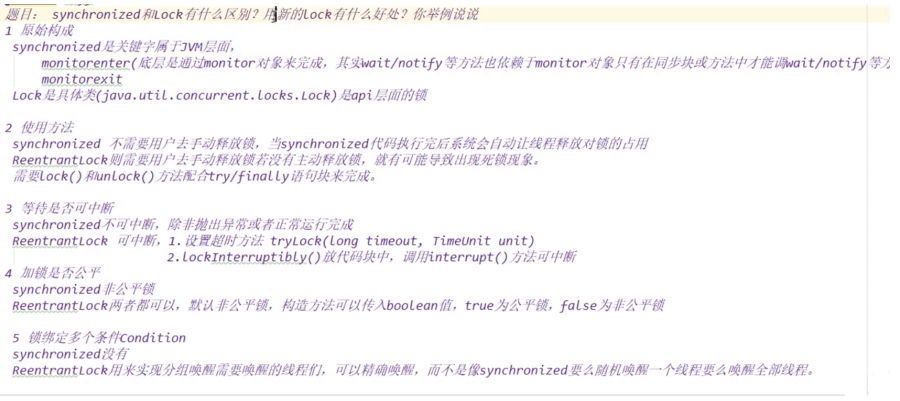 题目： synchronized和Lock有什么区别？用新的Lock有什么好处？你举例说说
1 原始构成
synchronized是关键字属于JVM层面，
monitorenter(底层是通过monitor对象来完成，其实wait/notify等方法也依赖于monitor对象只有在同步块或方法中才能调wait/notify等方
monitorexit
Lock是具体类(java.util.concurrent.locks.Lock)是api层面的锁
2 使用方法
synchronized 不需要用户去手动释放锁，当synchronized代码执行完后系统会自动让线程释放对锁的占用
ReentrantLock则需要用户去手动释放锁若没有主动释放锁，就有可能导致出现死锁现象。
需要lock()和unlock()方法配合try/finally语句块来完成。
3 等待是否可中断
synchronized不可中断，除非抛出异常或者正常运行完成
ReentrantLock 可中断，1.设置超时方法 tryLock(long timeout, TimeUnit unit)
2.lockInterruptibly()放代码块中，调用interrupt()方法可中断
4 加锁是否公平
synchronized非公平锁
ReentrantLock两者都可以，默认非公平锁，构造方法可以传入boolean值，true为公平锁，false为非公平锁
5 锁绑定多个条件Condition
synchronized没有
ReentrantLock用来实现分组唤醒需要唤醒的线程们，可以精确唤醒，而不是像synchronized要么随机唤醒一个线程要么唤醒全部线程。